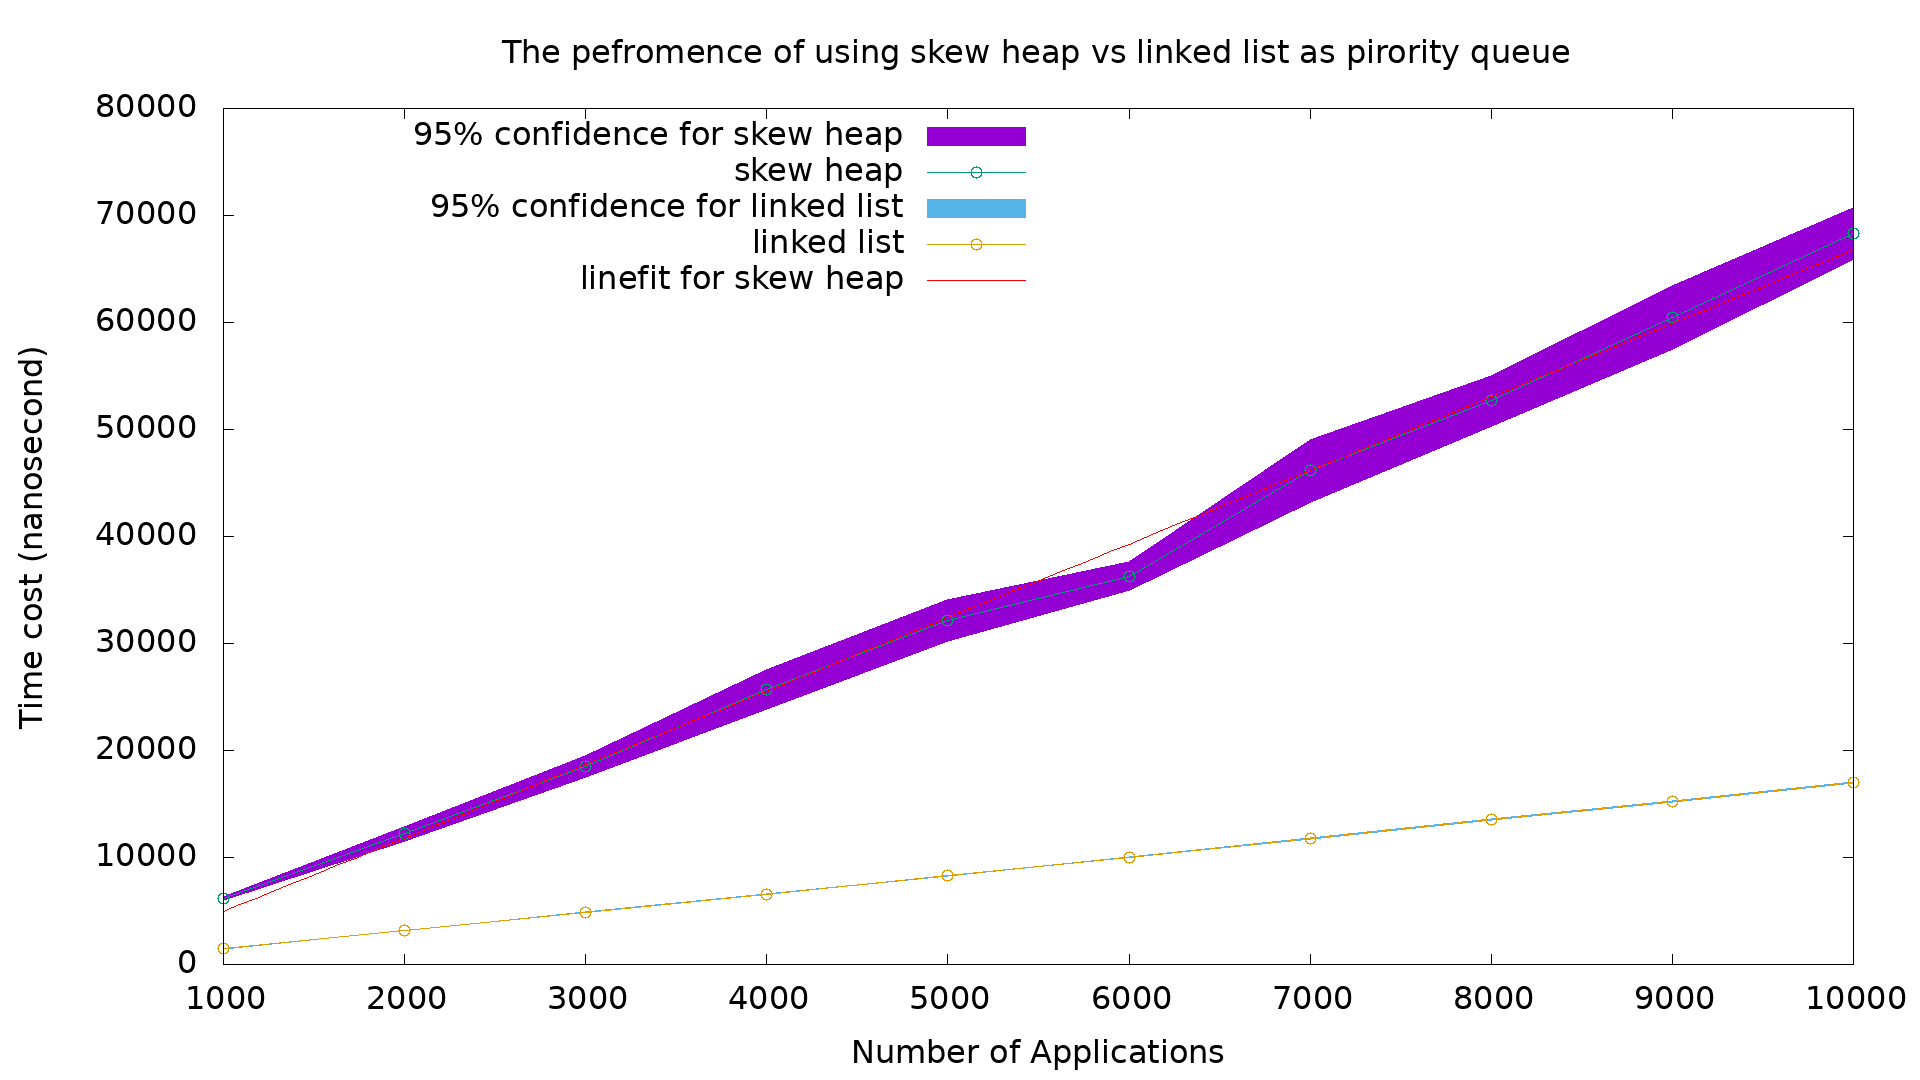 The pefromence of using skew heap vs linked list as pirority queue
80000
70000
60000
50000
40000
30000
20000
10000
0
Time cost (nanosecond)
95% confidence for skew heap
skew heap
95% confidence for linked list
linked list
linefit for skew heap
1000 2000 3000 4000 5000 6000 7000 8000 9000 10000
Number of Applications